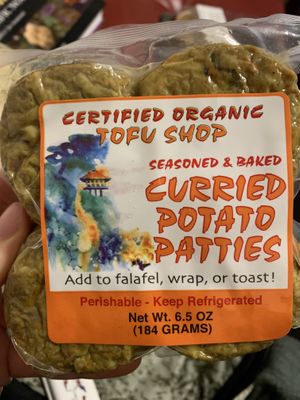 CERTIFIED ORGANIC
TOFU SHOP
SEASONED & BAKED
CURRIED
POTATO
PATTIES
Add to falafel, wrap, or toast!
Perishable - Keep Refrigerated
Net Wt. 6.5 OZ
(184 GRAMS)